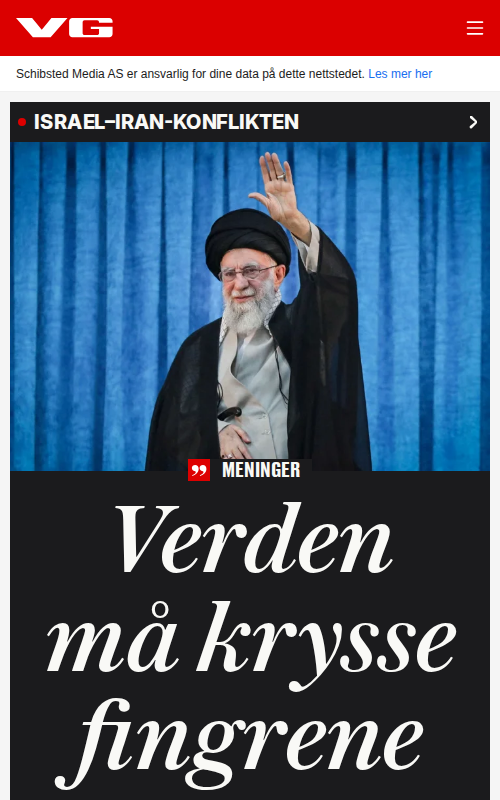 VG
Schibsted Media AS er ansvarlig for dine data på dette nettstedet. Les mer her
ISRAEL–IRAN-KONFLIKTEN
MENINGER
Verden
må krysse
fingrene